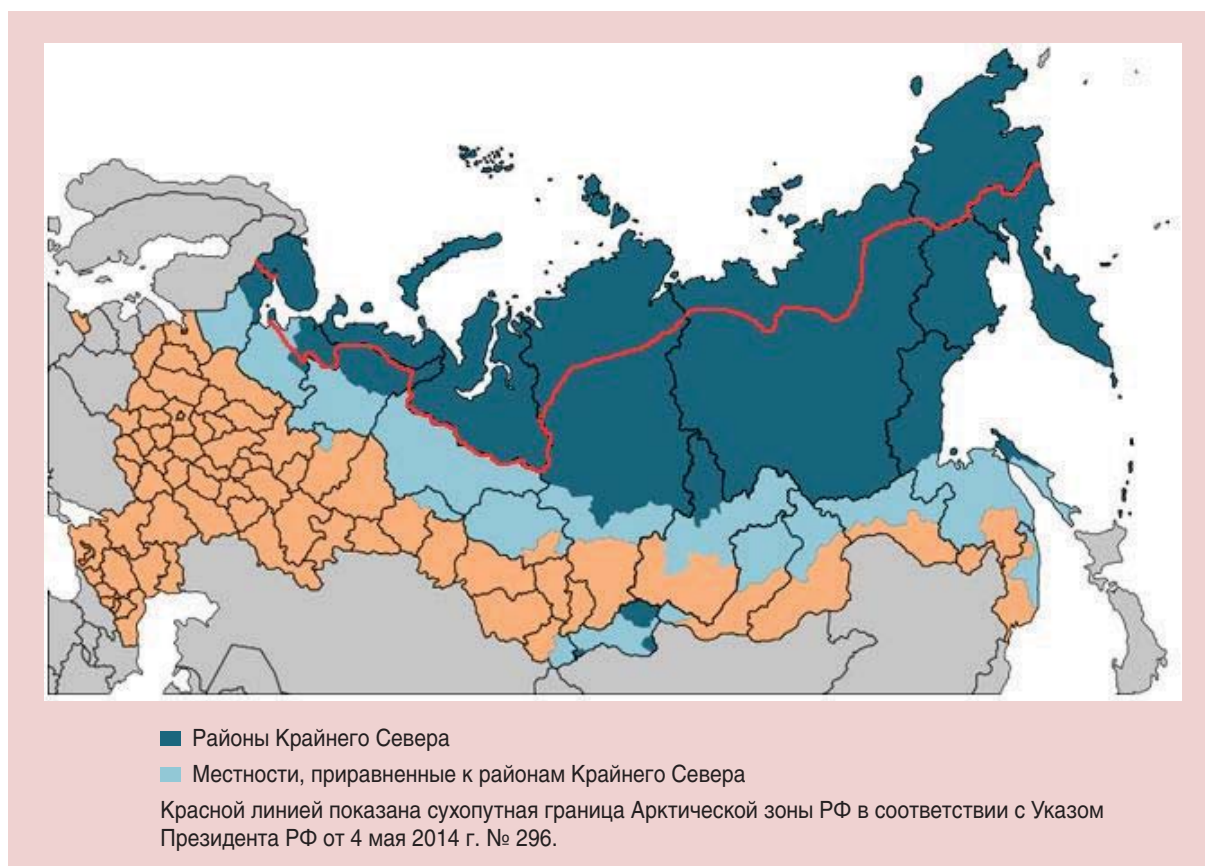 Районы Крайнего Севера
Местности, приравненные к районам Крайнего Севера
Красной линией показана сухопутная граница Арктической зоны РФ в соответствии с Указом
Президента РФ от 4 мая 2014 г. № 296.